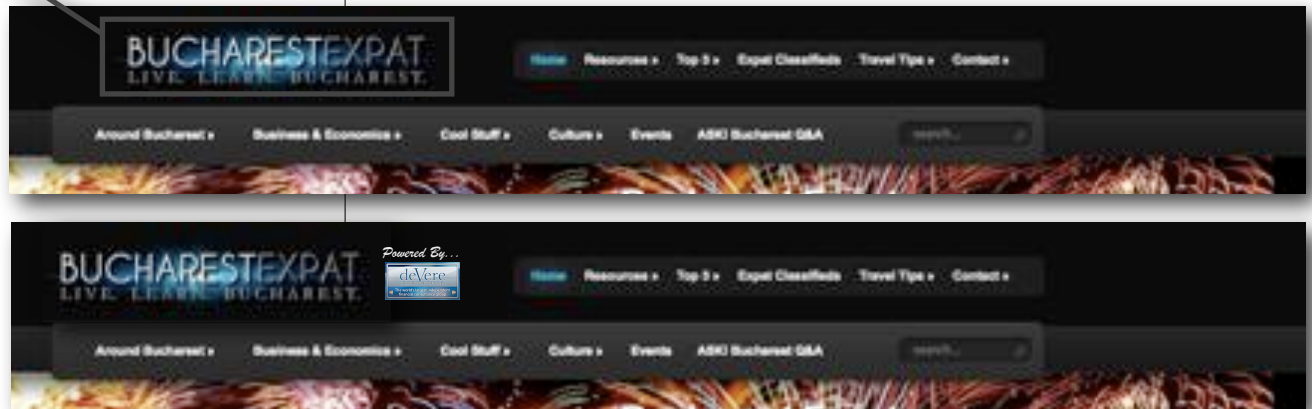 BUCHARESTEXPAT
LIVE. LEARN. BUCHAREST.
Home Resources » Top 5 » Expat Classifieds Travel Tips » Contact »
Around Bucharest » Business & Economics » Cool Stuff » Culture » Events ASK! Bucharest Q&A search...
BUCHARESTEXPAT
LIVE. LEARN. BUCHAREST.
Powered By...
deVere
Home Resources » Top 5 » Expat Classifieds Travel Tips » Contact »
Around Bucharest » Business & Economics » Cool Stuff » Culture » Events ASK! Bucharest Q&A search...